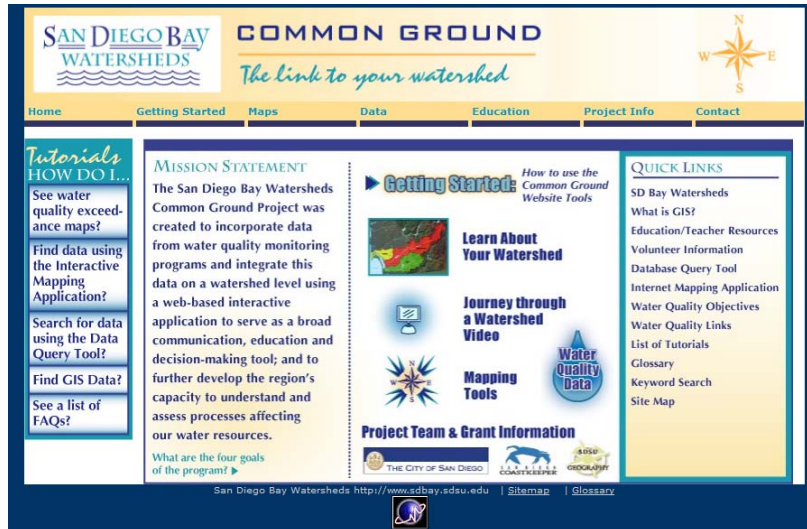 SAN DIEGO BAY
WATERSHEDS
COMMON GROUND
The link to your watershed
N
W E
S
Home Getting Started Maps Data Education Project Info Contact
Tutorials
HOW DO I...
See water
quality exceed-
ance maps?
Find data using
the Interactive
Mapping
Application?
Search for data
using the Data
Query Tool?
Find GIS Data?
See a list of
FAQs?
MISSION STATEMENT
The San Diego Bay Watersheds
Common Ground Project was
created to incorporate data
from water quality monitoring
programs and integrate this
data on a watershed level using
a web-based interactive
application to serve as a broad
communication, education and
decision-making tool; and to
further develop the region's
capacity to understand and
assess processes affecting
our water resources.
What are the four goals
of the program?
Getting Started:
How to use the
Common Ground
Website Tools
Learn About
Your Watershed
Journey through
a Watershed
Video
Mapping
Tools
Water
Quality
Data
Project Team & Grant Information
THE CITY OF SAN DIEGO
SAN DIEGO
COASTKEEPER
SDSU
GEOGRAPHY
QUICK LINKS
SD Bay Watersheds
What is GIS?
Education/Teacher Resources
Volunteer Information
Database Query Tool
Internet Mapping Application
Water Quality Objectives
Water Quality Links
List of Tutorials
Glossary
Keyword Search
Site Map
San Diego Bay Watersheds http://www.sdbay.sdsu.edu | Sitemap | Glossary